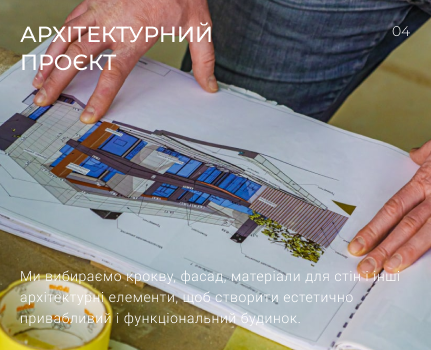 АРХІТЕКТУРНИЙ
04
ПРОЄКТ
Ми вибираємо крокву, фасад, матеріали для стін і інші
архітектурні елементи, щоб створити естетично
привабливий і функціональний будинок.